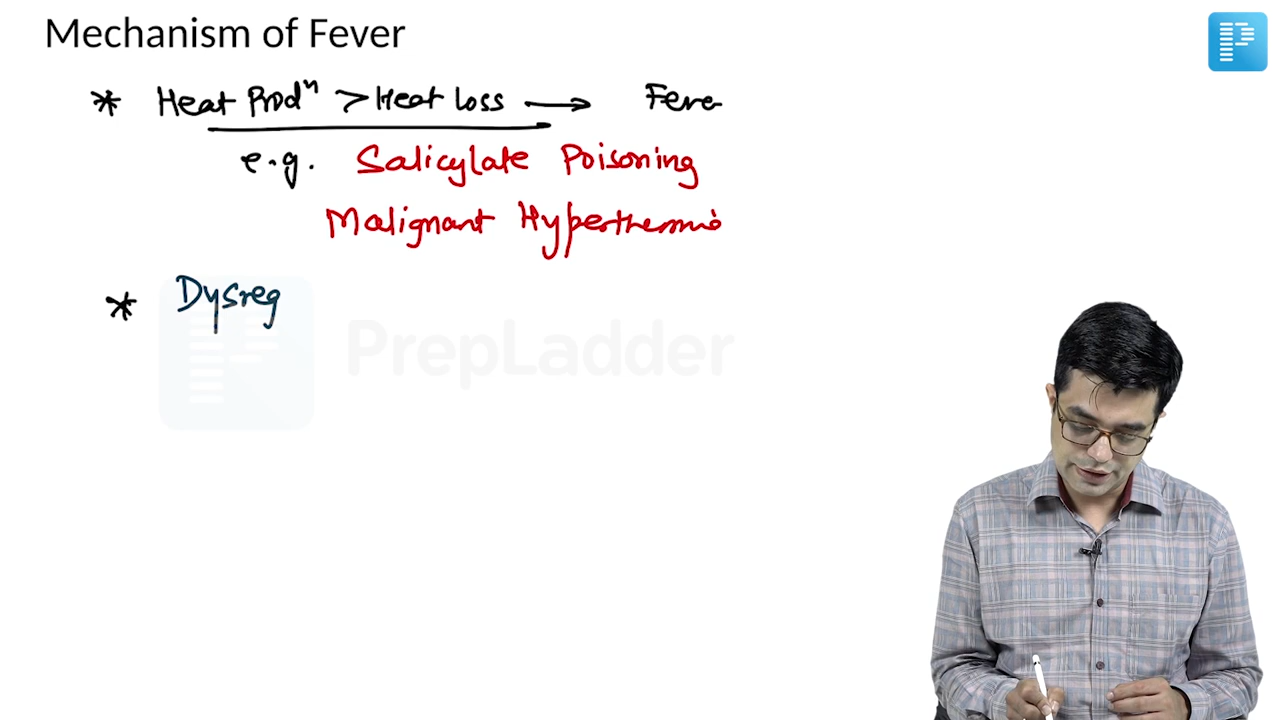 Mechanism of Fever
* Heat Prodⁿ > Heat loss → Fever
e.g. Salicylate Poisoning
Malignant Hyperthermia
* Dysreg
PrepLadder